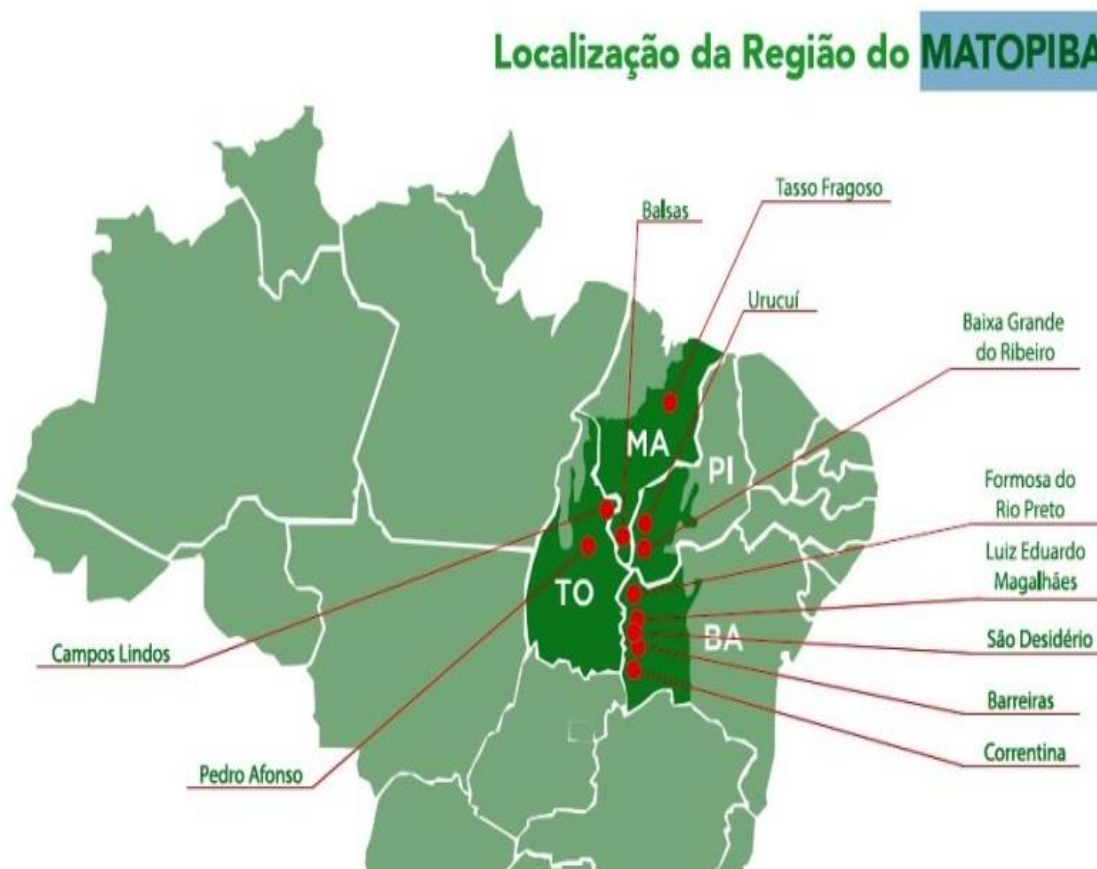 Localização da Região do MATOPIBA
Tasso Fragoso
Balsas
Urucuí
Baixa Grande
do Ribeiro
MA
PI
Formosa do
Rio Preto
Luiz Eduardo
Magalhães
TO
BA
São Desidério
Campos Lindos
Barreiras
Correntina
Pedro Afonso